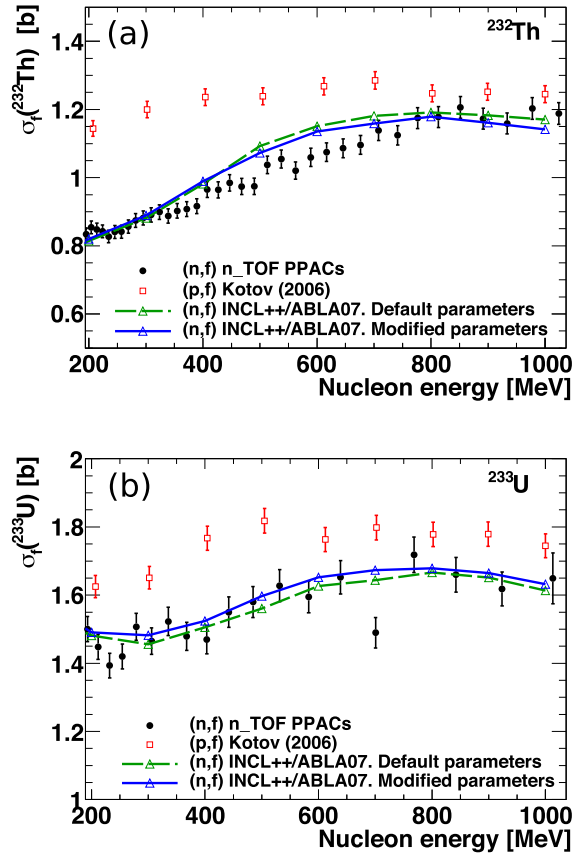 (a)
²³²Th
σf(²³²Th) [b]
1.4
1.2
1
0.8
0.6
(n,f) n_TOF PPACs
(p,f) Kotov (2006)
(n,f) INCL++/ABLA07. Default parameters
(n,f) INCL++/ABLA07. Modified parameters
200 400 600 800 1000
Nucleon energy [MeV]
(b)
²³³U
σf(²³³U) [b]
2
1.8
1.6
1.4
1.2
1
(n,f) n_TOF PPACs
(p,f) Kotov (2006)
(n,f) INCL++/ABLA07. Default parameters
(n,f) INCL++/ABLA07. Modified parameters
200 400 600 800 1000
Nucleon energy [MeV]